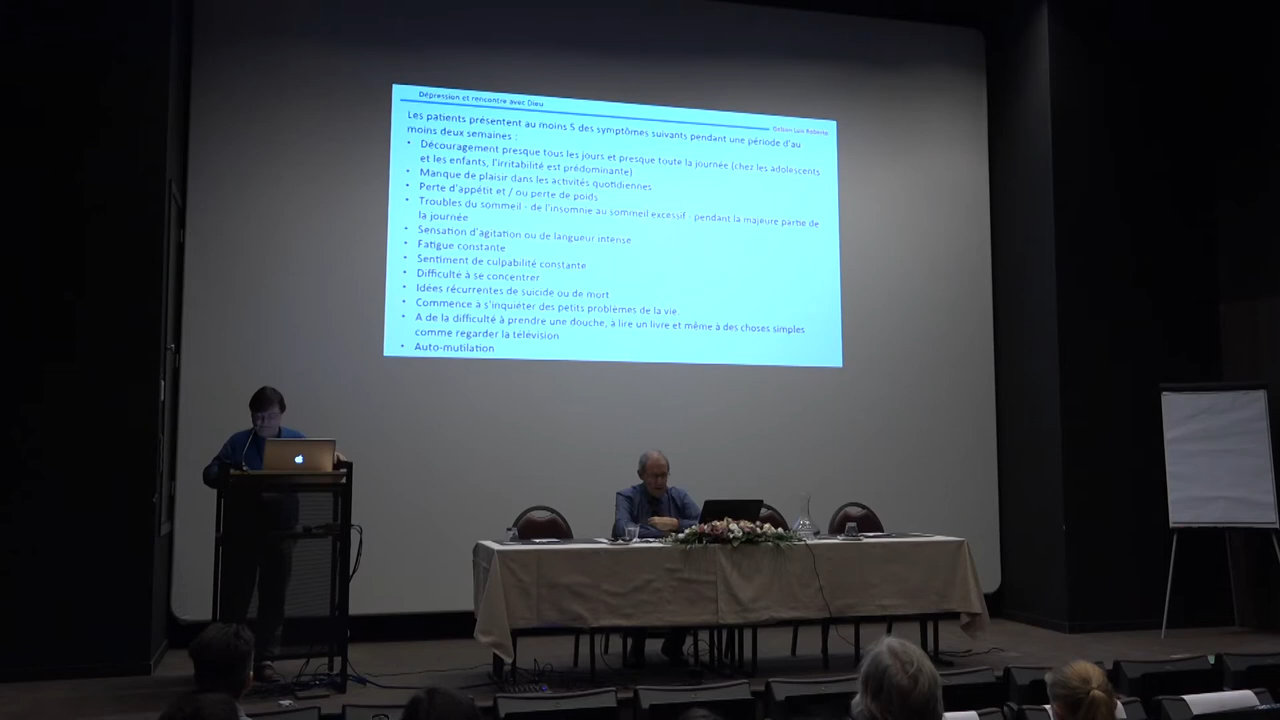 Dépression et rencontre avec Dieu
Gelson Luis Roberto
Les patients présentent au moins 5 des symptômes suivants pendant une période d'au
moins deux semaines :
• Découragement presque tous les jours et presque toute la journée (chez les adolescents
et les enfants, l'irritabilité est prédominante)
• Manque de plaisir dans les activités quotidiennes
• Perte d'appétit et / ou perte de poids
• Troubles du sommeil - de l'insomnie au sommeil excessif - pendant la majeure partie de
la journée
• Sensation d'agitation ou de langueur intense
• Fatigue constante
• Sentiment de culpabilité constante
• Difficulté à se concentrer
• Idées récurrentes de suicide ou de mort
• Commence à s'inquiéter des petits problèmes de la vie.
• A de la difficulté à prendre une douche, à lire un livre et même à des choses simples
comme regarder la télévision
• Auto-mutilation